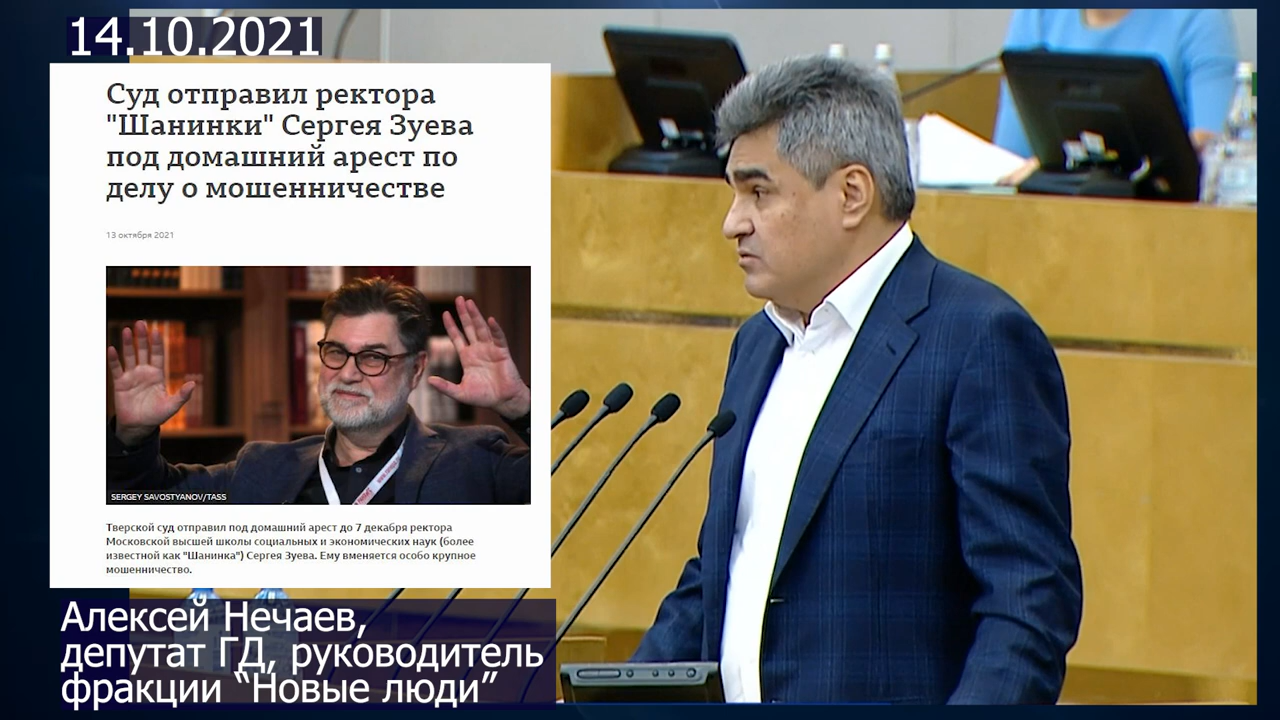 14.10.2021
Суд отправил ректора
"Шанинки" Сергея Зуева
под домашний арест по
делу о мошенничестве
13 октября 2021
SERGEY SAVOSTYANOV/TASS
Тверской суд отправил под домашний арест до 7 декабря ректора
Московской высшей школы социальных и экономических наук (более
известной как "Шанинка") Сергея Зуева. Ему вменяется особо крупное
мошенничество.
Алексей Нечаев,
депутат ГД, руководитель
фракции “Новые люди”